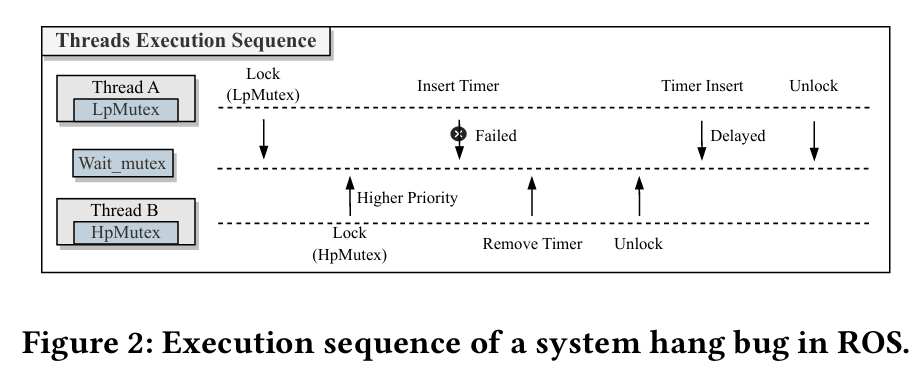 Threads Execution Sequence
Lock
(LpMutex)
Insert Timer
Timer Insert
Unlock
Thread A
LpMutex
Failed
Delayed
Wait_mutex
Higher Priority
Thread B
HpMutex
Lock
(HpMutex)
Remove Timer
Unlock
Figure 2: Execution sequence of a system hang bug in ROS.